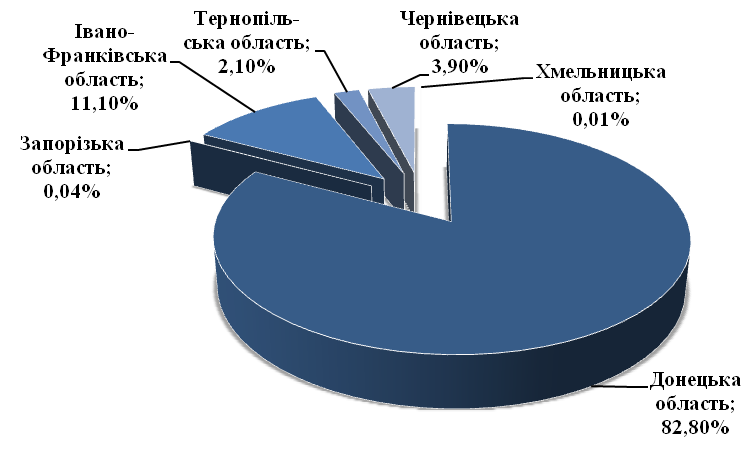 Івано-
Франківська
область;
11,10%
Тернопіль-
ська область;
2,10%
Чернівецька
область;
3,90%
Хмельницька
область;
0,01%
Запорізька
область;
0,04%
Донецька
область;
82,80%